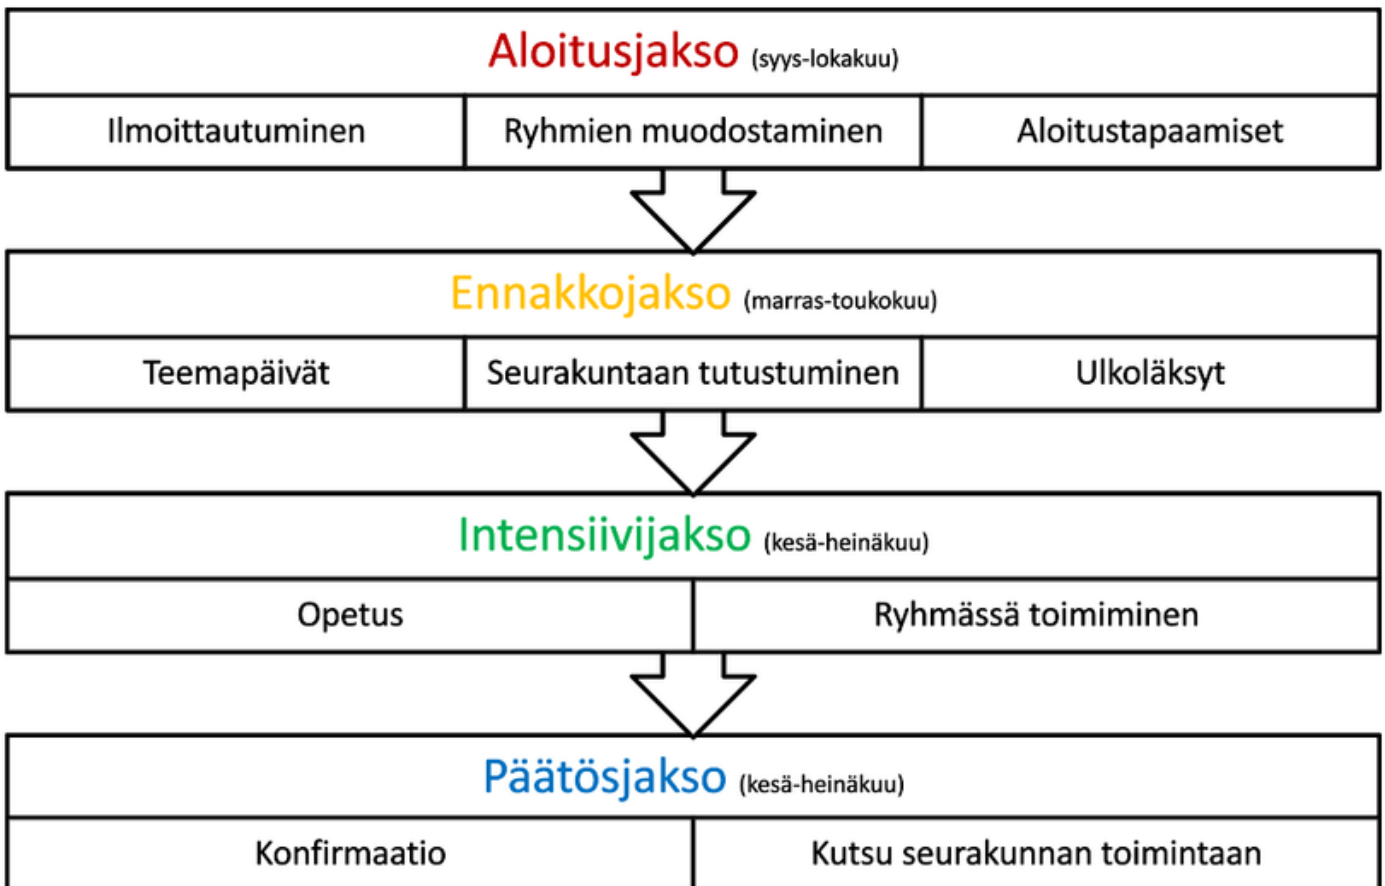 Aloitusjakso (syys-lokakuu)
Ilmoittautuminen Ryhmien muodostaminen Aloitustapaamiset
Ennakkojakso (marras-toukokuu)
Teemapäivät Seurakuntaan tutustuminen Ulkoläksyt
Intensiivijakso (kesä-heinäkuu)
Opetus Ryhmässä toimiminen
Päätösjakso (kesä-heinäkuu)
Konfirmaatio Kutsu seurakunnan toimintaan